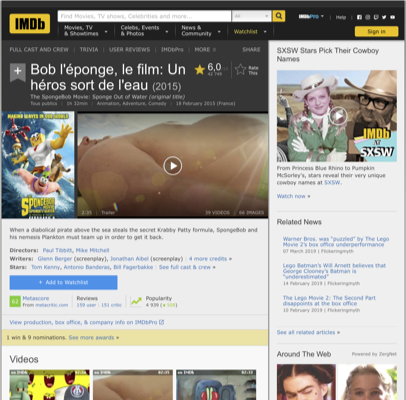 IMDb
Find Movies, TV shows, Celebrities and more...
All
Movies, TV & Showtimes
Celebs, Events & Photos
News & Community
Watchlist
IMDbPro
Help
Sign in
FULL CAST AND CREW | TRIVIA | USER REVIEWS | IMDbPro | MORE
SHARE
Bob l'éponge, le film: Un héros sort de l'eau (2015)
The SpongeBob Movie: Sponge Out of Water (original title)
Tous publics | 1h 32min | Animation, Adventure, Comedy | 18 February 2015 (France)
6,0
Rate This
MAKING WAVES IN OUR WORLD
2:35 | Trailer
39 VIDEOS | 66 IMAGES
When a diabolical pirate above the sea steals the secret Krabby Patty formula, SpongeBob and
his nemesis Plankton must team up in order to get it back.
Directors: Paul Tibbitt, Mike Mitchell
Writers: Glenn Berger (screenplay), Jonathan Aibel (screenplay) | 4 more credits »
Stars: Tom Kenny, Antonio Banderas, Bill Fagerbakke | See full cast & crew »
+ Add to Watchlist
62
Metascore
From metacritic.com
Reviews
159 user | 151 critic
Popularity
View production, box office, & company info on IMDbPro
1 win & 9 nominations. See more awards »
Videos
SXSW Stars Pick Their Cowboy
Names
IMDb
at
SXSW
From Princess Blue Rhino to Pumpkin
McSorley's, stars reveal their very unique
cowboy names at SXSW.
Watch now »
Related News
Warner Bros. was "puzzled" by The Lego
Movie 2's box office underperformance
07 March 2019 | Flickeringmyth
Lego Batman's Will Arnett believes that
George Clooney's Batman is
"underestimated"
14 February 2019 | Flickeringmyth
The Lego Movie 2: The Second Part
disappoints at the box office
10 February 2019 | Flickeringmyth
See all related articles »
Around The Web
Powered by ZergNet